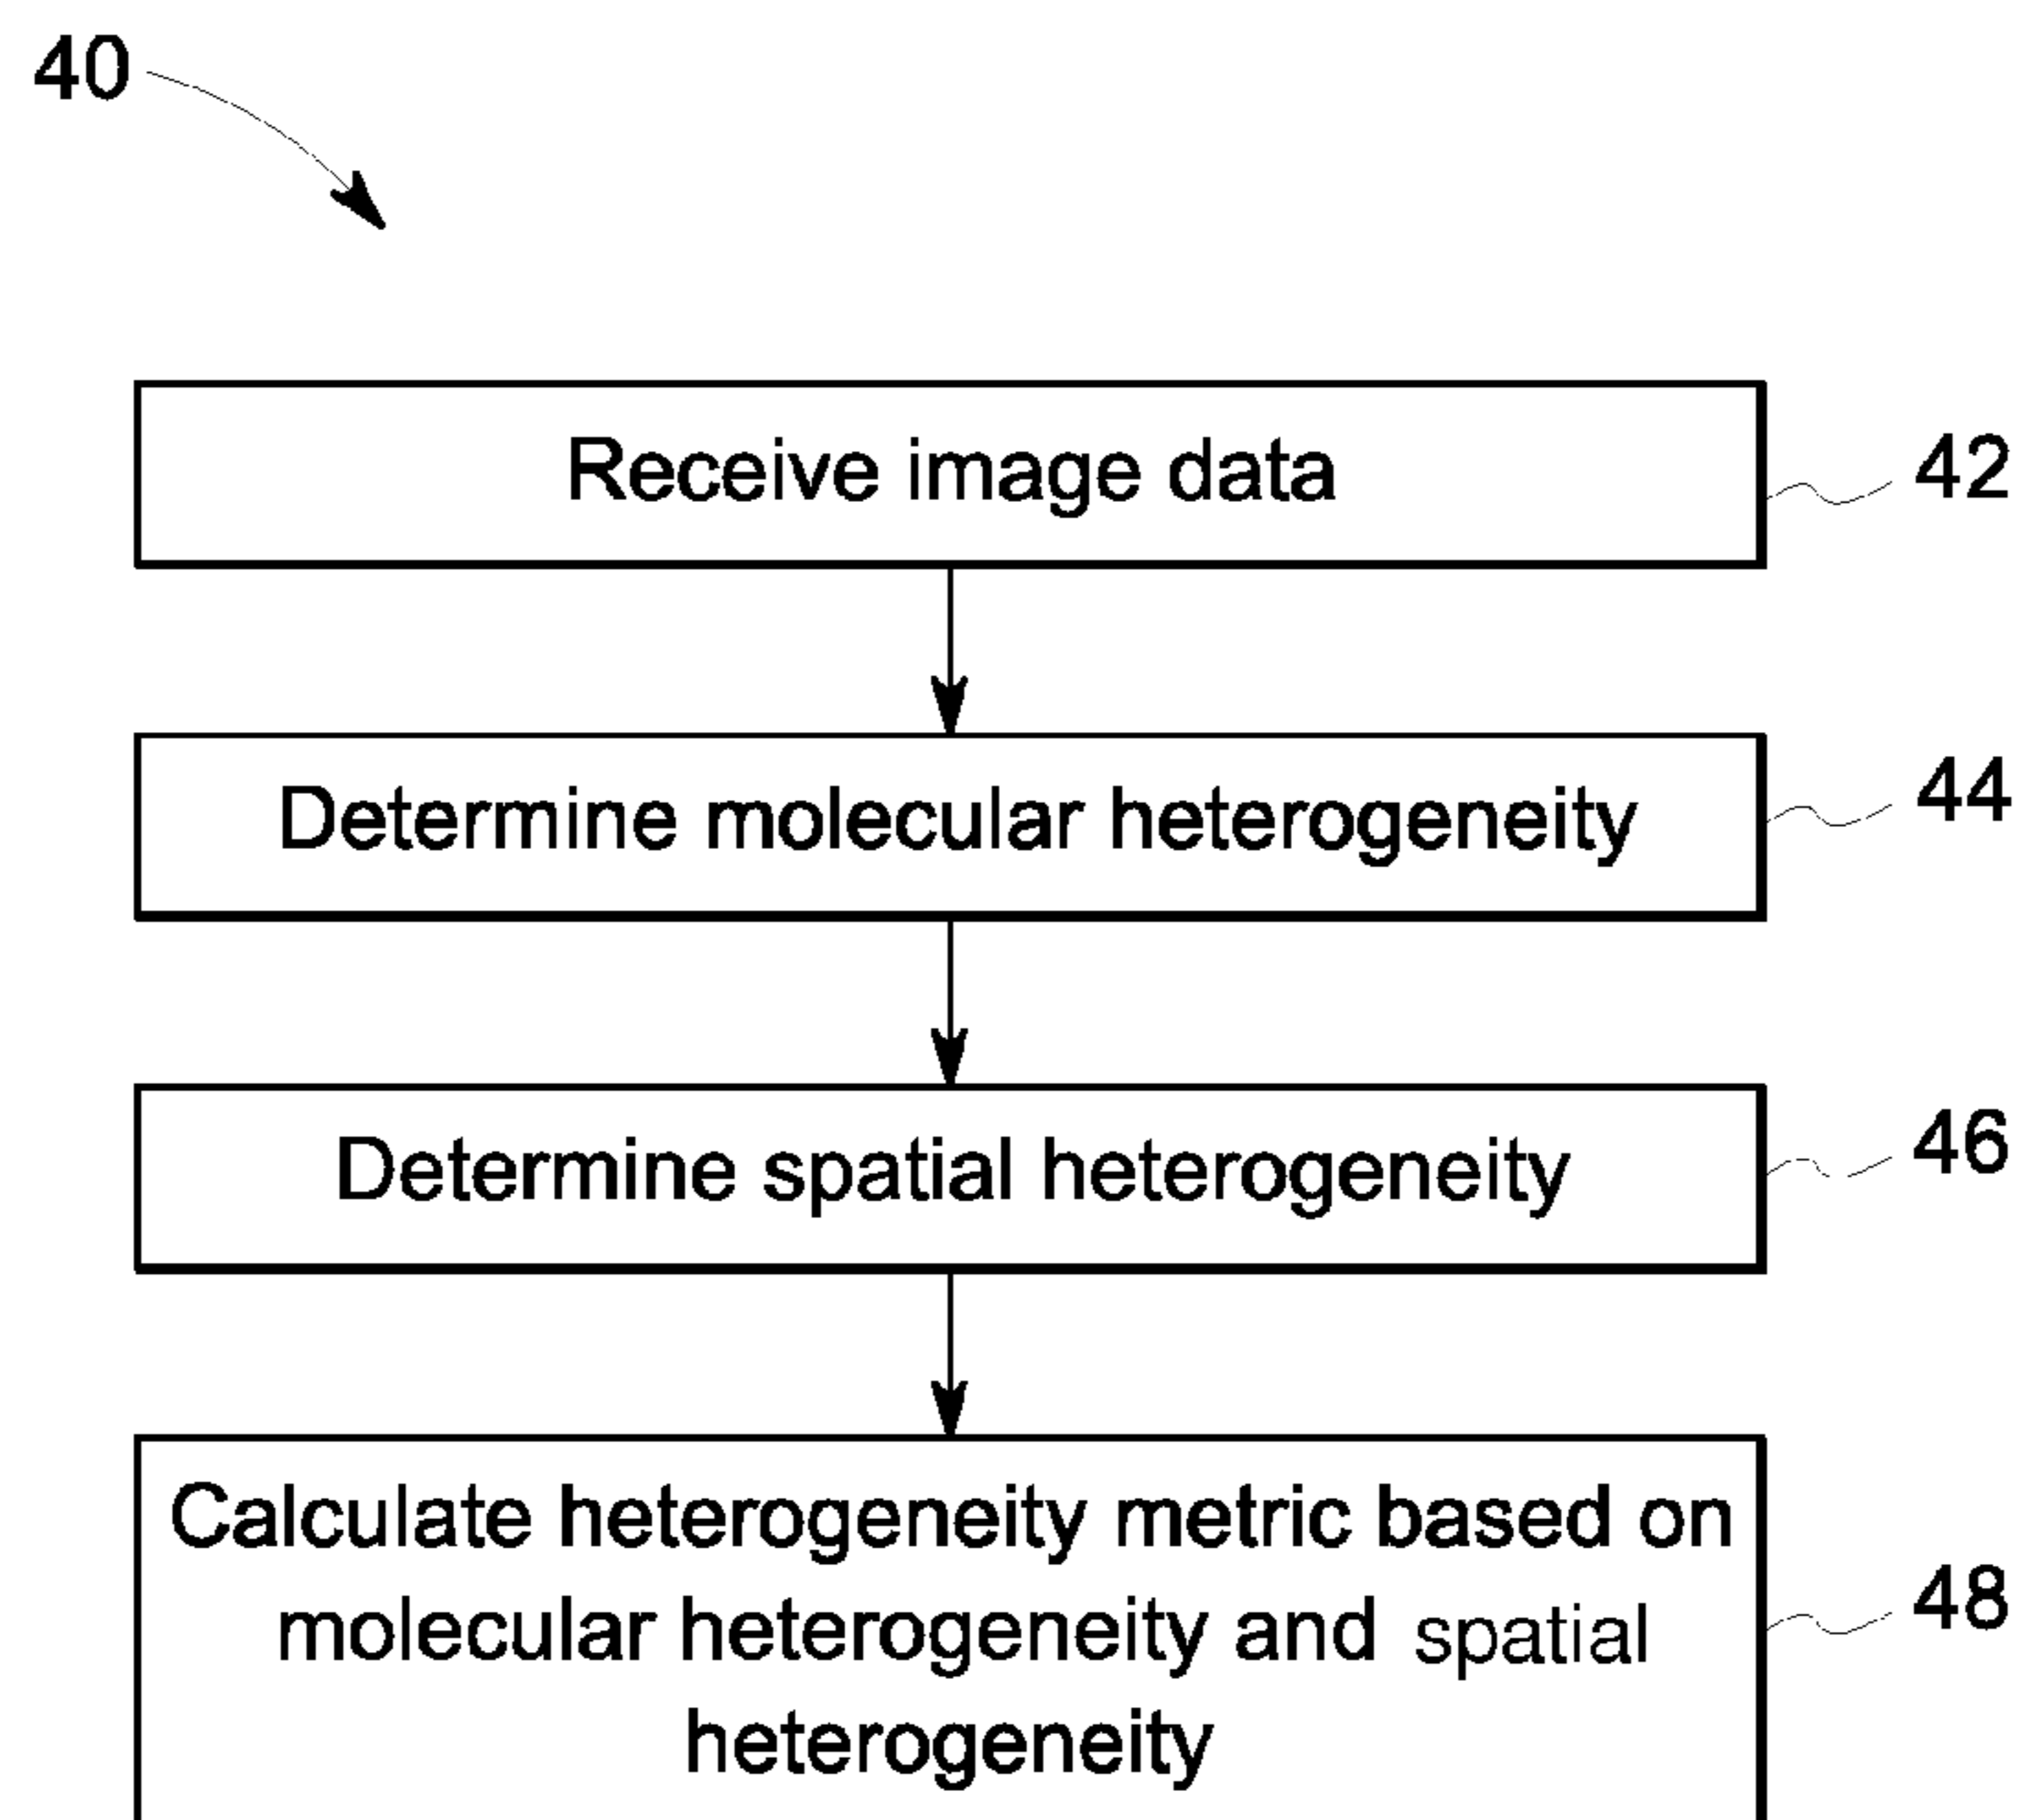 40
Receive image data
42
Determine molecular heterogeneity
44
Determine spatial heterogeneity
46
Calculate heterogeneity metric based on
molecular heterogeneity and spatial
heterogeneity
48